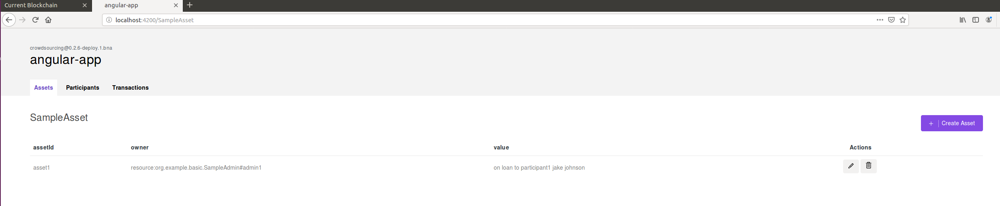 Current Blockchain
angular-app
localhost:4200/SampleAsset
crowdsourcing@0.2.6-deploy.1.bna
angular-app
Assets Participants Transactions
SampleAsset
+ | Create Asset
assetId owner value Actions
asset1 resource:org.example.basic.SampleAdmin#admin1 on loan to participant1 jake johnson